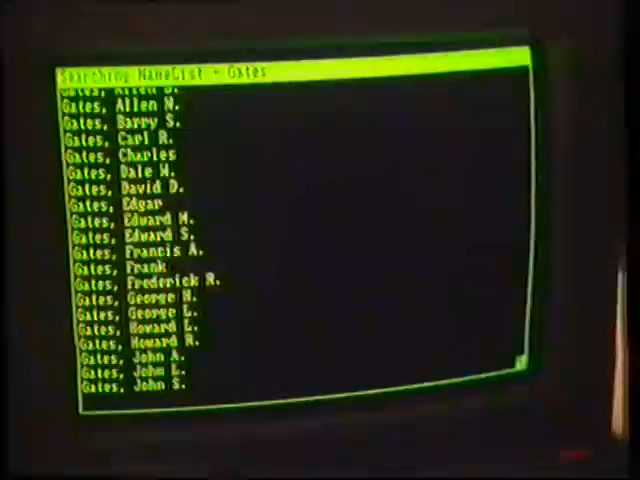 Searching NameList - Gates
Gates, Allen D.
Gates, Allen N.
Gates, Barry S.
Gates, Carl R.
Gates, Charles
Gates, Dale W.
Gates, David D.
Gates, Edgar
Gates, Edward M.
Gates, Edward S.
Gates, Francis A.
Gates, Frank
Gates, Frederick R.
Gates, George H.
Gates, George L.
Gates, Howard L.
Gates, Howard R.
Gates, John A.
Gates, John L.
Gates, John S.